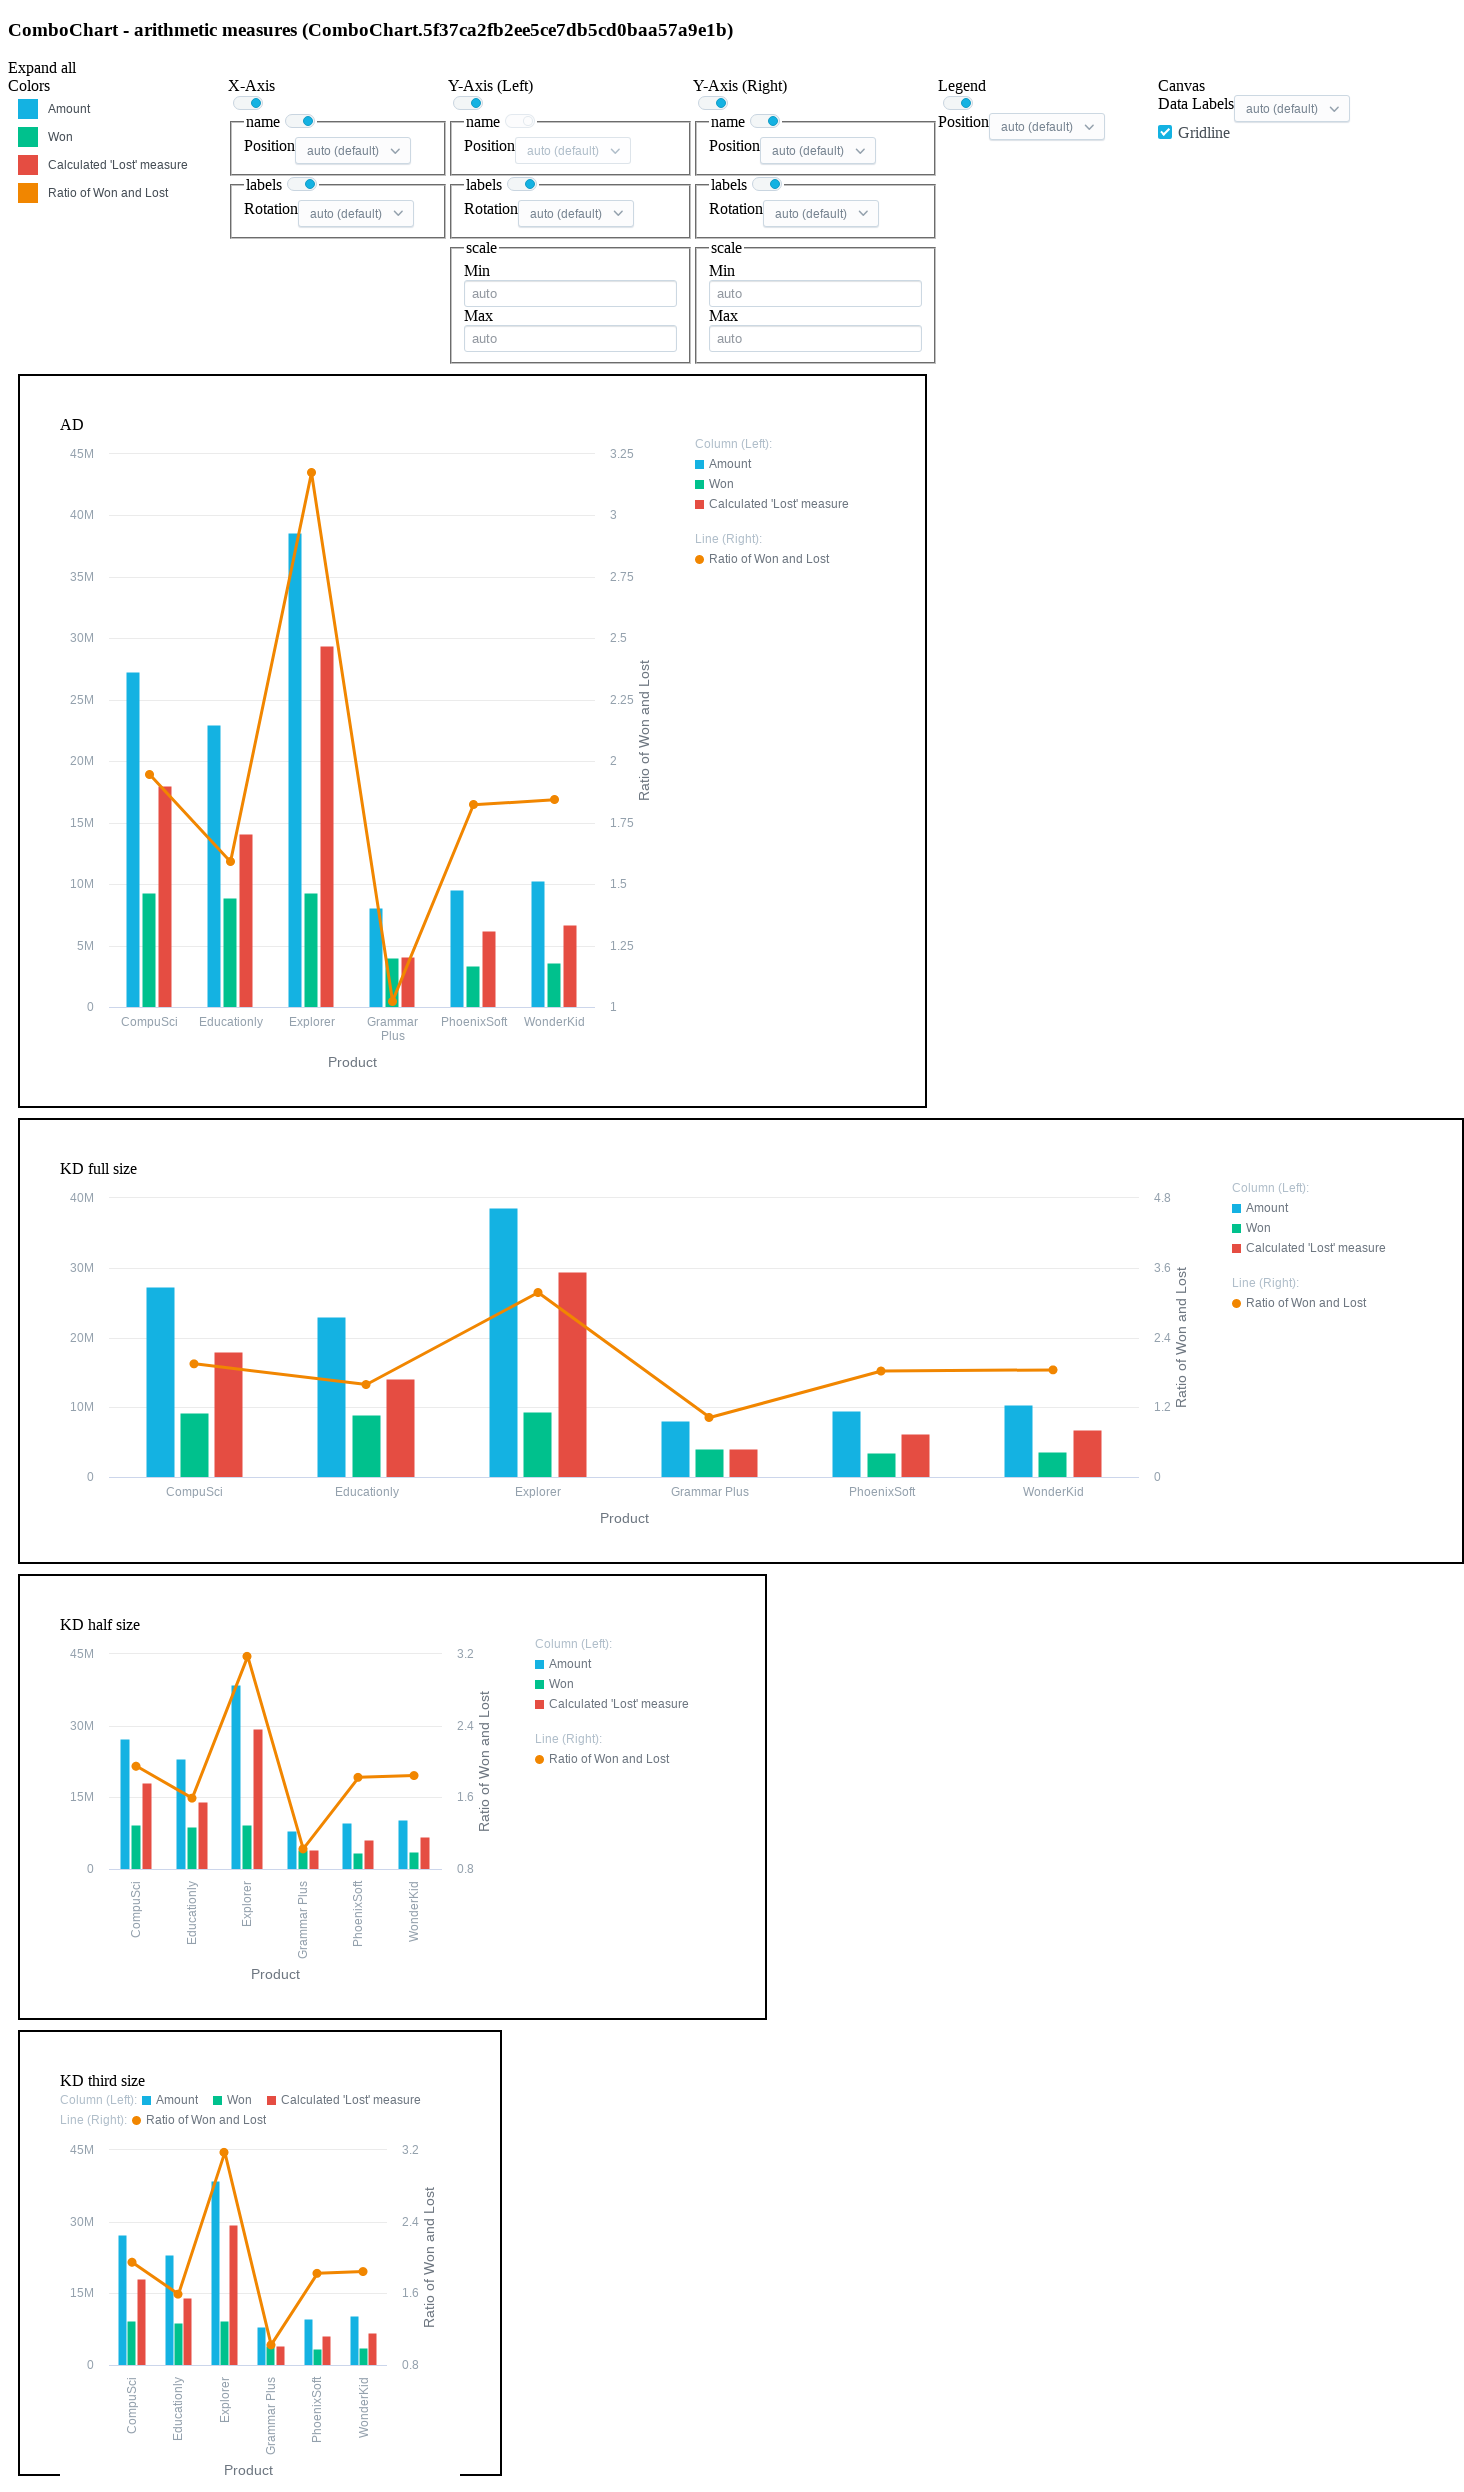 ComboChart - arithmetic measures (ComboChart.5f37ca2fb2ee5ce7db5cd0baa57a9e1b)
Expand all
Colors
Amount
Won
Calculated 'Lost' measure
Ratio of Won and Lost
X-Axis
name
Position auto (default)
labels
Rotation auto (default)
Y-Axis (Left)
name
Position auto (default)
labels
Rotation auto (default)
scale
Min
auto
Max
auto
Y-Axis (Right)
name
Position auto (default)
labels
Rotation auto (default)
scale
Min
auto
Max
auto
Legend
Position auto (default)
Canvas
Data Labels auto (default)
Gridline
AD
45M
40M
35M
30M
25M
20M
15M
10M
5M
0
3.25
3
2.75
2.5
2.25
2
1.75
1.5
1.25
1
Ratio of Won and Lost
CompuSci
Educationly
Explorer
Grammar
Plus
PhoenixSoft
WonderKid
Product
Column (Left):
Amount
Won
Calculated 'Lost' measure
Line (Right):
Ratio of Won and Lost
KD full size
40M
30M
20M
10M
0
4.8
3.6
2.4
1.2
0
Ratio of Won and Lost
CompuSci
Educationly
Explorer
Grammar Plus
PhoenixSoft
WonderKid
Product
Column (Left):
Amount
Won
Calculated 'Lost' measure
Line (Right):
Ratio of Won and Lost
KD half size
45M
30M
15M
0
3.2
2.4
1.6
0.8
Ratio of Won and Lost
CompuSci
Educationly
Explorer
Grammar Plus
PhoenixSoft
WonderKid
Product
Column (Left):
Amount
Won
Calculated 'Lost' measure
Line (Right):
Ratio of Won and Lost
KD third size
Column (Left): Amount Won Calculated 'Lost' measure
Line (Right): Ratio of Won and Lost
45M
30M
15M
0
3.2
2.4
1.6
0.8
Ratio of Won and Lost
CompuSci
Educationly
Explorer
Grammar Plus
PhoenixSoft
WonderKid
Product